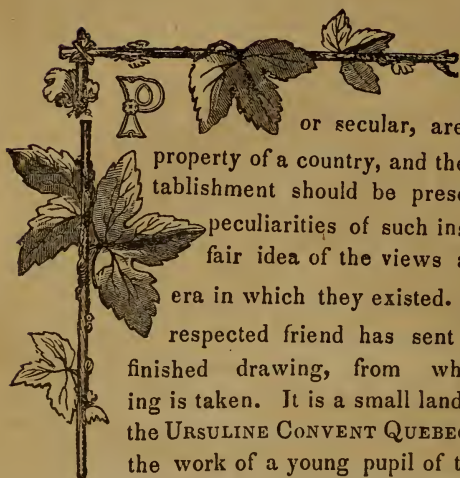 P
or secular, are
property of a country, and the
tablishment should be prese
peculiarities of such ins
fair idea of the views a
era in which they existed.
respected friend has sent
finished drawing, from wh
ing is taken. It is a small land
the URSULINE CONVENT QUEBEC
the work of a young pupil of t